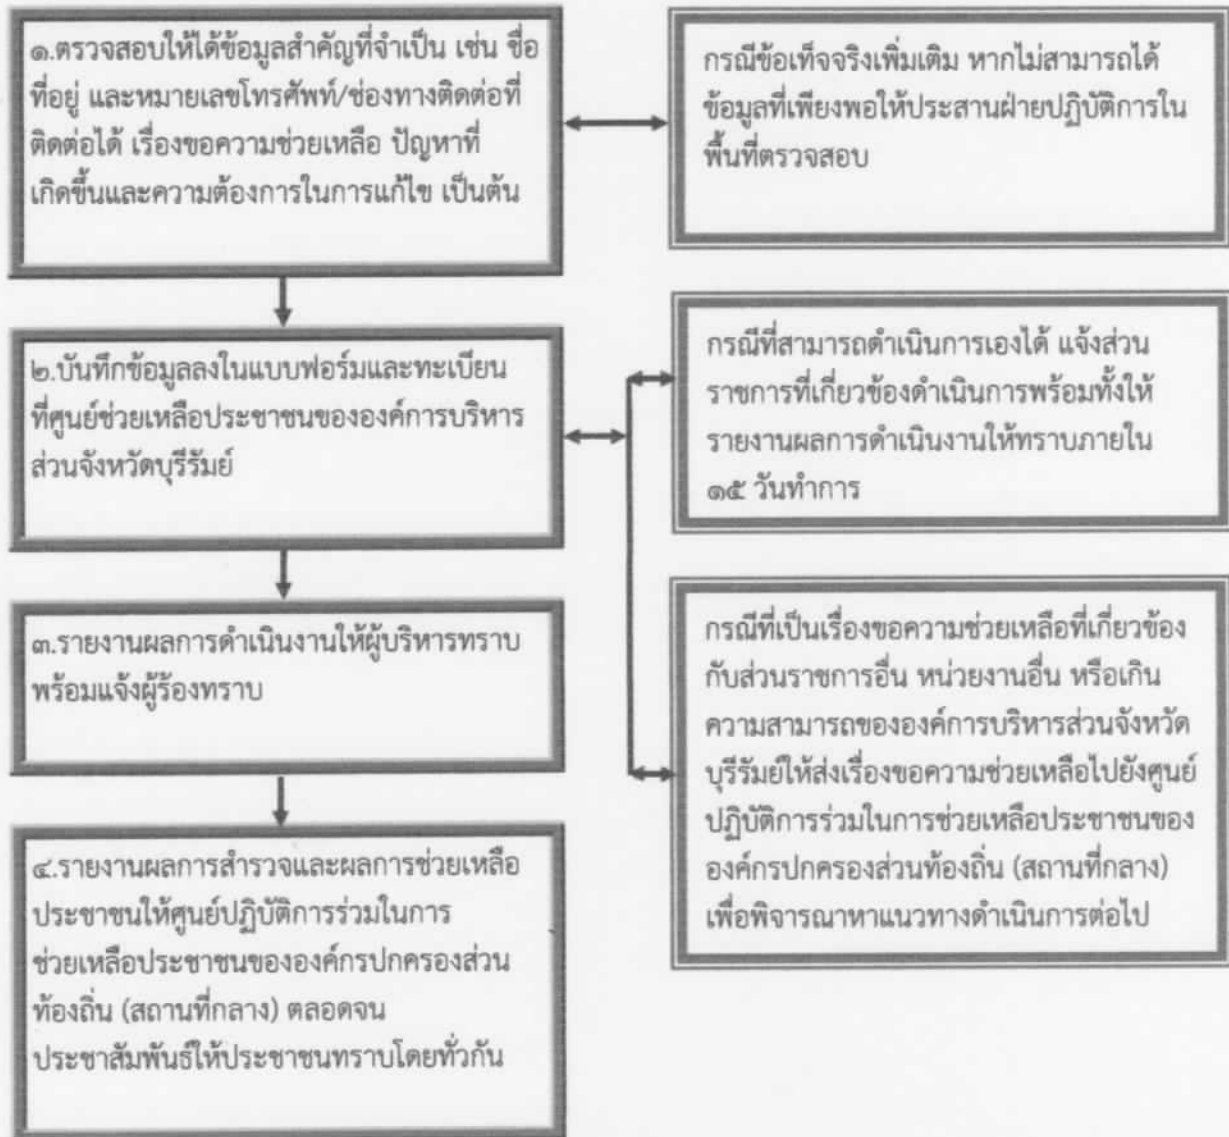 ๑.ตรวจสอบให้ได้ข้อมูลสำคัญที่จำเป็น เช่น ชื่อ
ที่อยู่ และหมายเลขโทรศัพท์/ช่องทางติดต่อที่
ติดต่อได้ เรื่องขอความช่วยเหลือ ปัญหาที่
เกิดขึ้นและความต้องการในการแก้ไข เป็นต้น
กรณีข้อเท็จจริงเพิ่มเติม หากไม่สามารถได้
ข้อมูลที่เพียงพอให้ประสานฝ่ายปฏิบัติการใน
พื้นที่ตรวจสอบ
๒.บันทึกข้อมูลลงในแบบฟอร์มและทะเบียน
ที่ศูนย์ช่วยเหลือประชาชนขององค์การบริหาร
ส่วนจังหวัดบุรีรัมย์
กรณีที่สามารถดำเนินการเองได้ แจ้งส่วน
ราชการที่เกี่ยวข้องดำเนินการพร้อมทั้งให้
รายงานผลการดำเนินงานให้ทราบภายใน
๑๕ วันทำการ
กรณีที่เป็นเรื่องขอความช่วยเหลือที่เกี่ยวข้อง
กับส่วนราชการอื่น หน่วยงานอื่น หรือเกิน
ความสามารถขององค์การบริหารส่วนจังหวัด
บุรีรัมย์ให้ส่งเรื่องขอความช่วยเหลือไปยังศูนย์
ปฏิบัติการร่วมในการช่วยเหลือประชาชนของ
องค์กรปกครองส่วนท้องถิ่น (สถานที่กลาง)
เพื่อพิจารณาหาแนวทางดำเนินการต่อไป
๓.รายงานผลการดำเนินงานให้ผู้บริหารทราบ
พร้อมแจ้งผู้ร้องทราบ
๔.รายงานผลการสำรวจและผลการช่วยเหลือ
ประชาชนให้ศูนย์ปฏิบัติการร่วมในการ
ช่วยเหลือประชาชนขององค์กรปกครองส่วน
ท้องถิ่น (สถานที่กลาง) ตลอดจน
ประชาสัมพันธ์ให้ประชาชนทราบโดยทั่วกัน